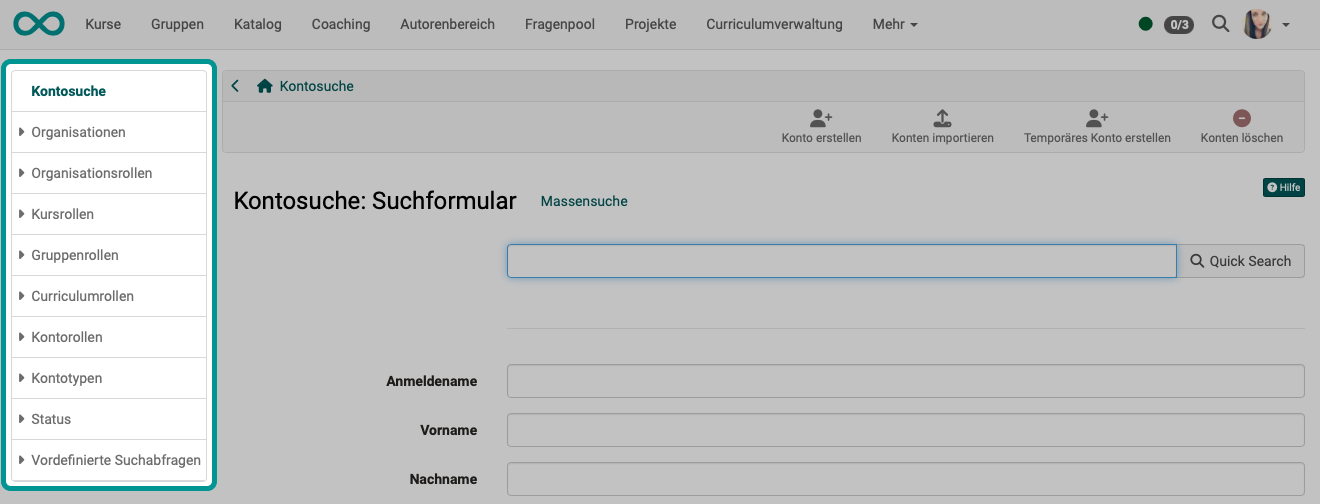 Kurse Gruppen Katalog Coaching Autorenbereich Fragenpool Projekte Curriculumverwaltung Mehr 0/3
Kontosuche
Organisationen
Organisationsrollen
Kursrollen
Gruppenrollen
Curriculumrollen
Kontorollen
Kontotypen
Status
Vordefinierte Suchabfragen
Kontosuche
Konto erstellen Konten importieren Temporäres Konto erstellen Konten löschen
Hilfe
Kontosuche: Suchformular Massensuche
Quick Search
Anmeldename
Vorname
Nachname